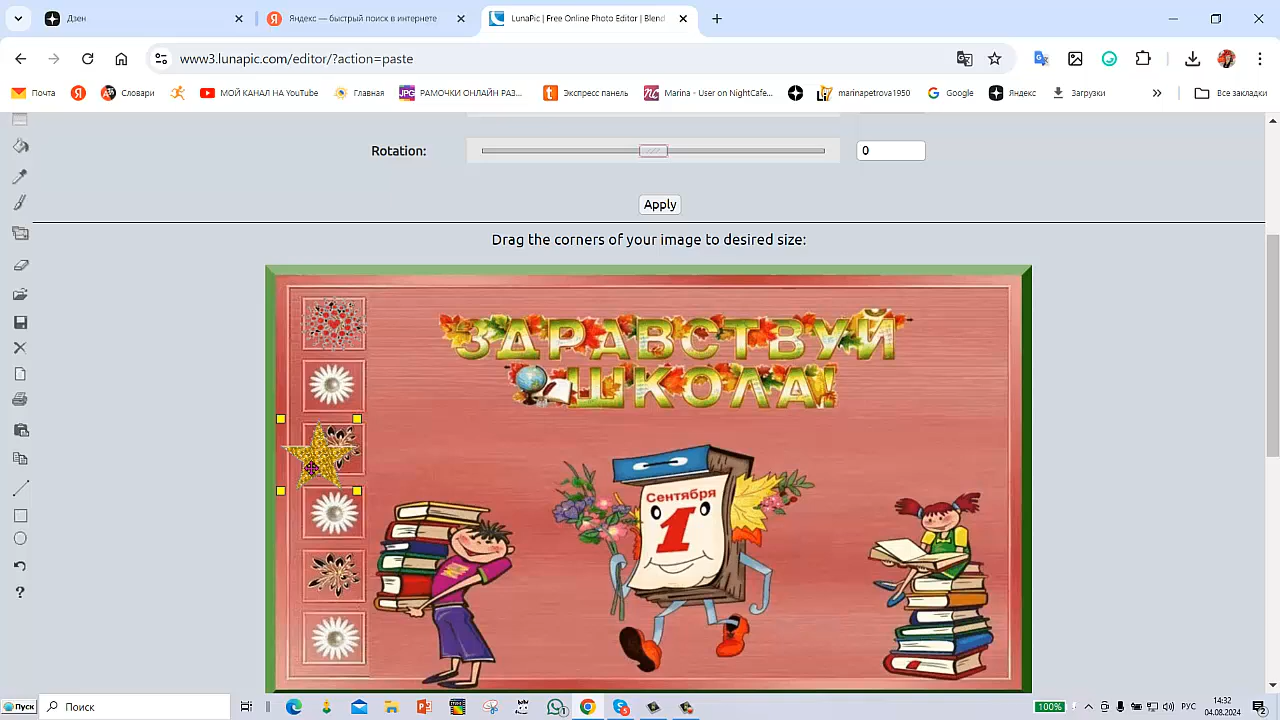 Дзен
Яндекс — быстрый поиск в интернете
LunaPic | Free Online Photo Editor | Blend
www3.lunapic.com/editor/?action=paste
Почта
Словари
МОЙ КАНАЛ НА YouTube
Главная
JPG РАМОЧКИ ОНЛАЙН РАЗ...
Экспресс панель
Marina - User on NightCafe...
marinapetrova1950
Google
Яндекс
Загрузки
Все закладки
Rotation:
0
Apply
Drag the corners of your image to desired size:
ЗДРАВСТВУЙ
ШКОЛА!
Сентября
1
Пуск
Поиск
100%
РУС
14:32
04.08.2024
2